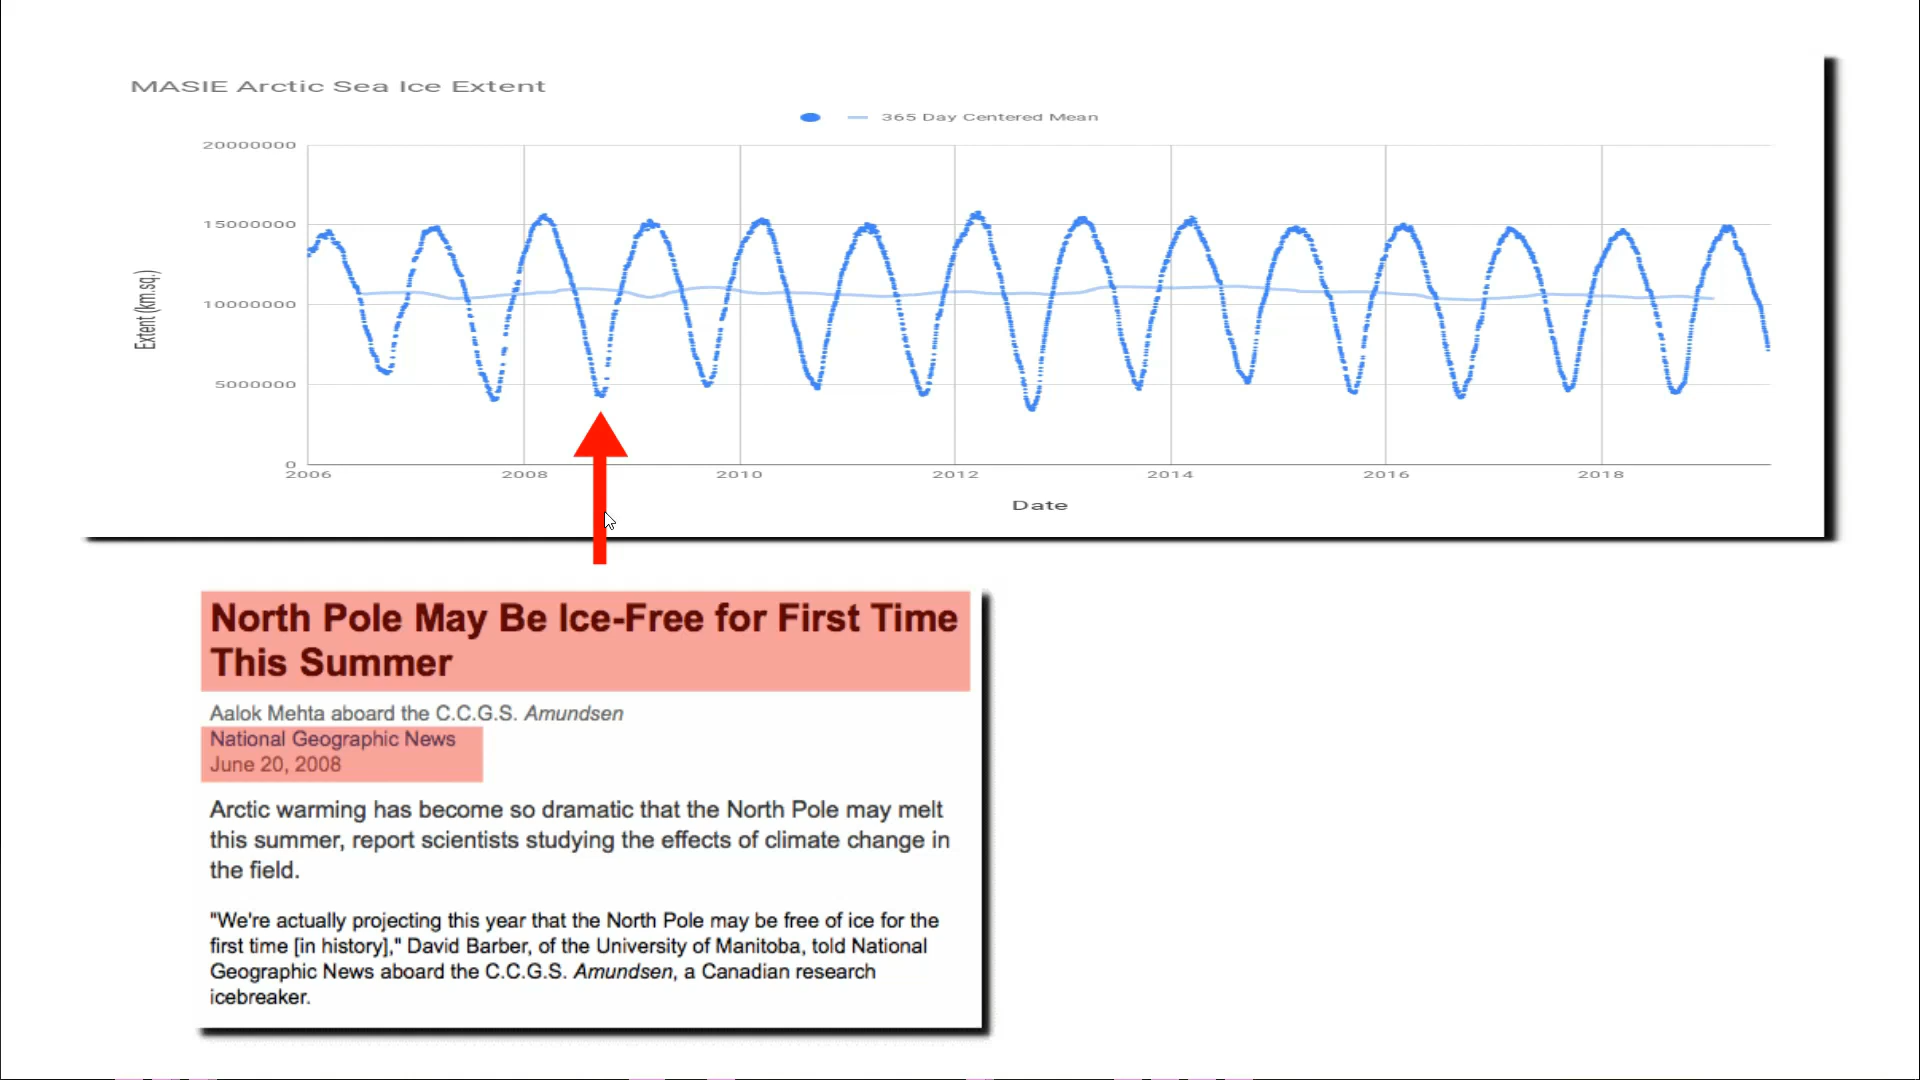 MASIE Arctic Sea Ice Extent
365 Day Centered Mean
20000000
15000000
10000000
5000000
0
Extent (km.sq.)
2006 2008 2010 2012 2014 2016 2018
Date
North Pole May Be Ice-Free for First Time
This Summer
Aalok Mehta aboard the C.C.G.S. Amundsen
National Geographic News
June 20, 2008
Arctic warming has become so dramatic that the North Pole may melt
this summer, report scientists studying the effects of climate change in
the field.
"We're actually projecting this year that the North Pole may be free of ice for the
first time [in history]," David Barber, of the University of Manitoba, told National
Geographic News aboard the C.C.G.S. Amundsen, a Canadian research
icebreaker.